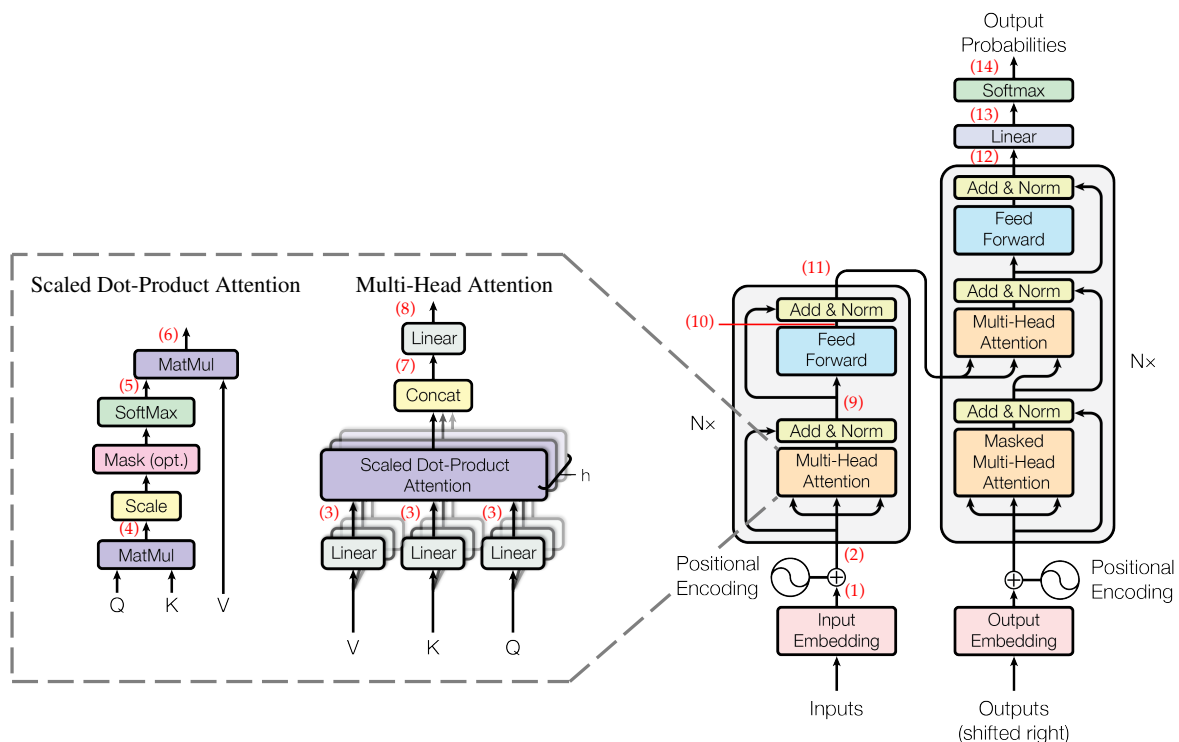 Output
Probabilities
(14)
Softmax
(13)
Linear
(12)
Add & Norm
Feed
Forward
Add & Norm
Multi-Head
Attention
N×
Add & Norm
Masked
Multi-Head
Attention
Positional
Encoding
Output
Embedding
Outputs
(shifted right)
(11)
Add & Norm
(10)
Feed
Forward
(9)
N×
Add & Norm
Multi-Head
Attention
(2)
Positional
Encoding
(1)
Input
Embedding
Inputs
Scaled Dot-Product Attention
(6)
MatMul
(5)
SoftMax
Mask (opt.)
Scale
(4)
MatMul
Q K V
Multi-Head Attention
(8)
Linear
(7)
Concat
Scaled Dot-Product
Attention
h
(3) (3) (3)
Linear Linear Linear
V K Q